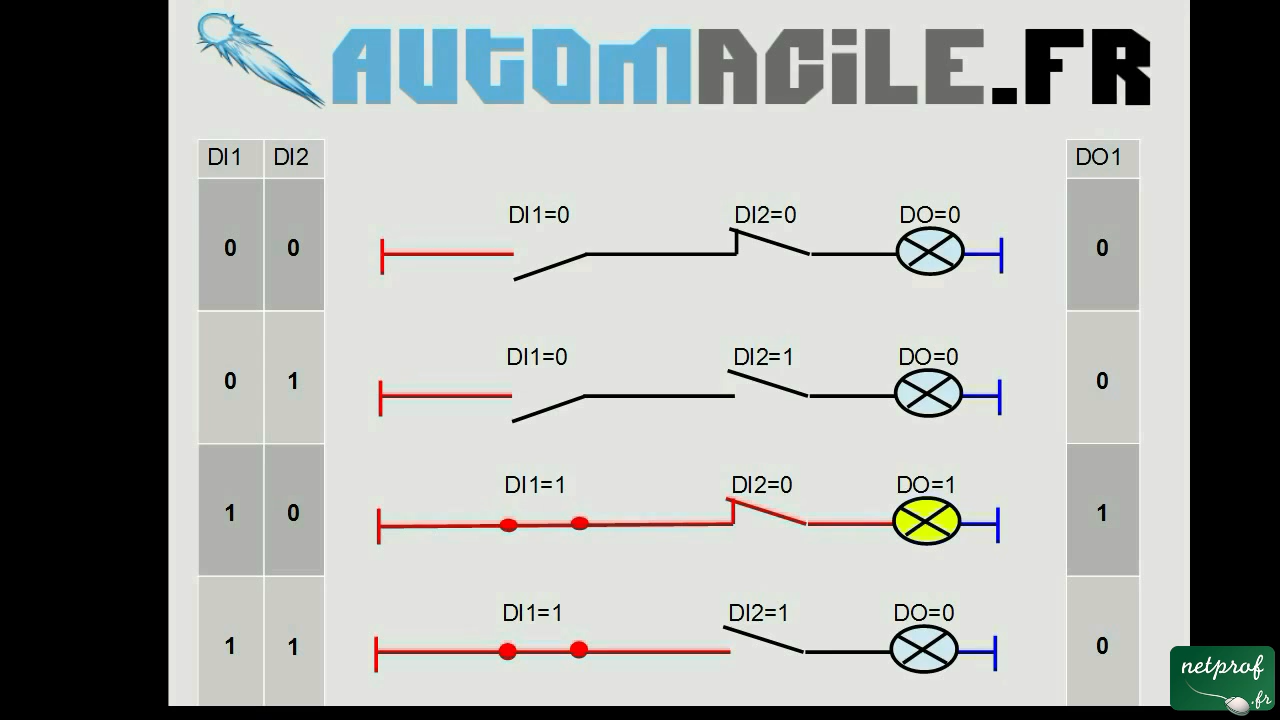 AUTOMAGiLE.FR
DI1 DI2 DO1
DI1=0 DI2=0 DO=0
0 0 0
DI1=0 DI2=1 DO=0
0 1 0
DI1=1 DI2=0 DO=1
1 0 1
DI1=1 DI2=1 DO=0
1 1 0
netprof
.fr